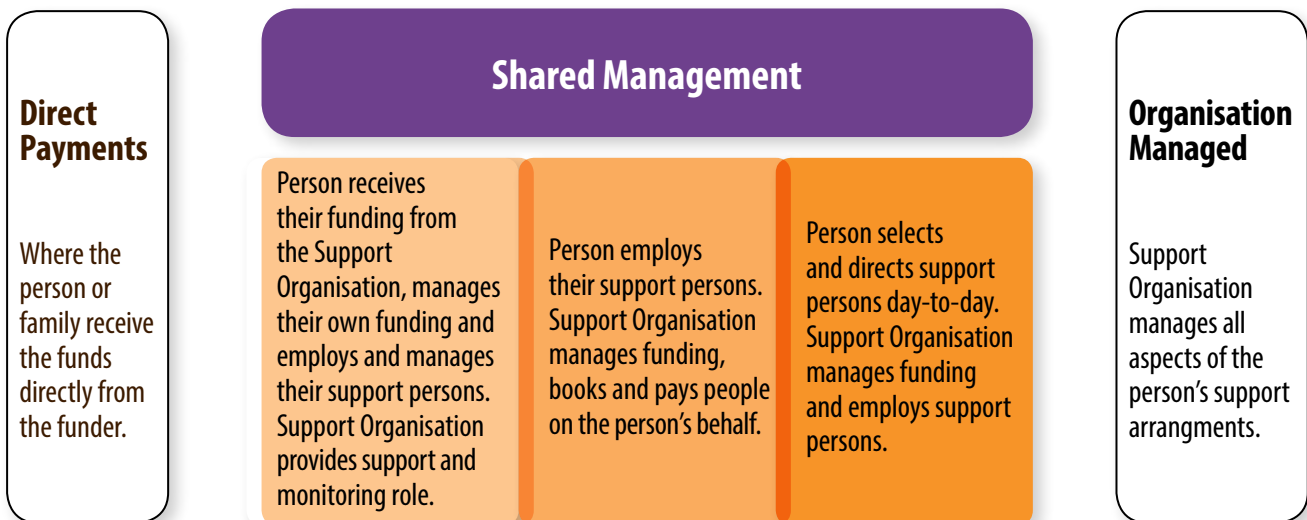 Direct
Payments
Where the
person or
family receive
the funds
directly from
the funder.
Shared Management
Person receives
their funding from
the Support
Organisation, manages
their own funding and
employs and manages
their support persons.
Support Organisation
provides support and
monitoring role.
Person employs
their support persons.
Support Organisation
manages funding,
books and pays people
on the person’s behalf.
Person selects
and directs support
persons day-to-day.
Support Organisation
manages funding
and employs support
persons.
Organisation
Managed
Support
Organisation
manages all
aspects of the
person’s support
arrangments.